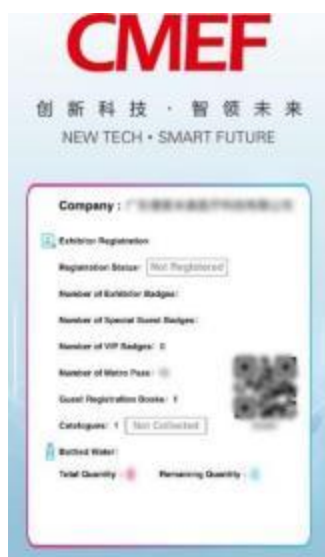 CMEF
创新科技·智领未来
NEW TECH • SMART FUTURE
Company :
Exhibitor Registration
Registration Status: Not Registered
Number of Exhibitor Badges:
Number of Special Guest Badges:
Number of VIP Badges: 0
Number of Metro Pass:
Guest Registration Books: 1
Catalogues: 1 Not Collected
Bottled Water:
Total Quantity : Remaining Quantity :